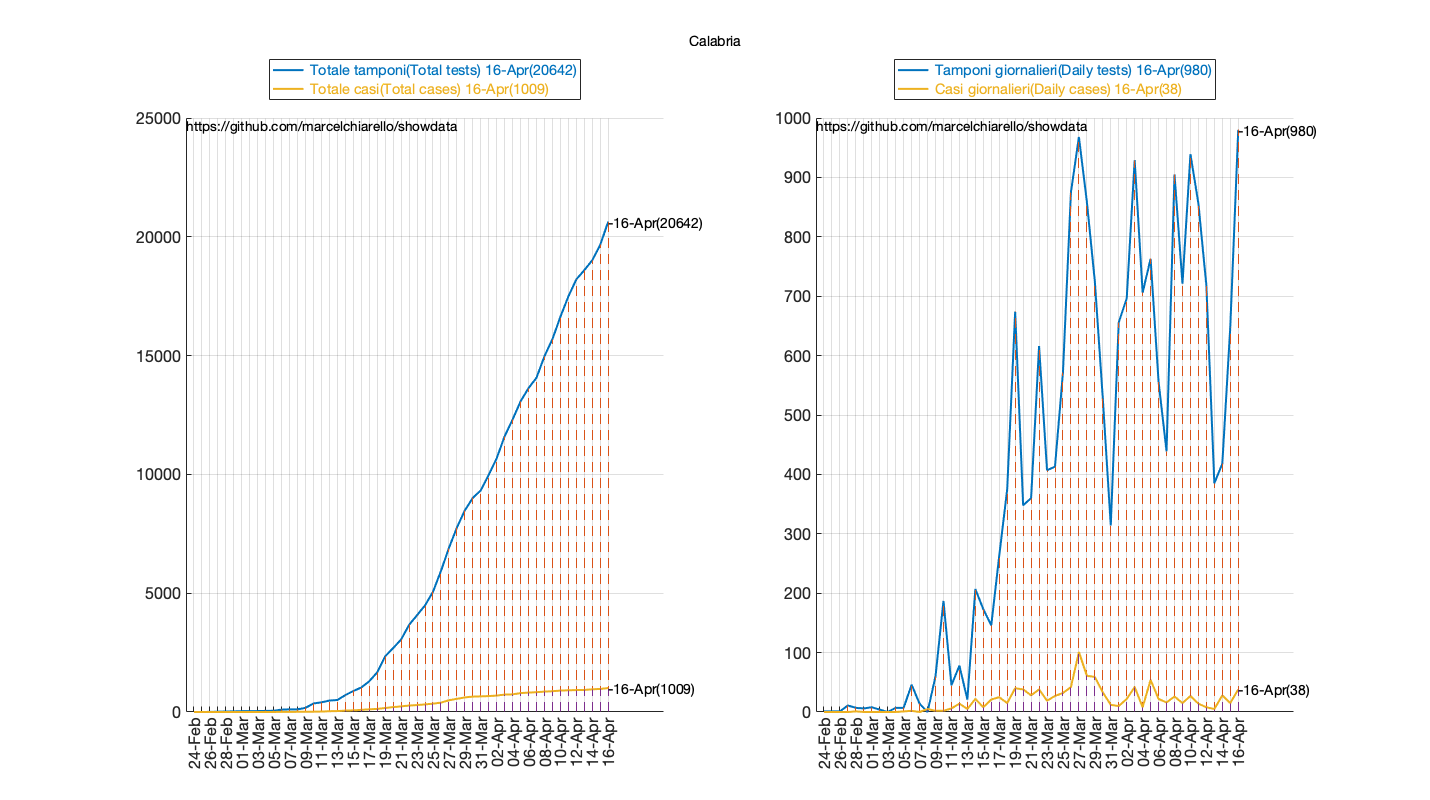 Calabria
Totale tamponi(Total tests) 16-Apr(20642)
Totale casi(Total cases) 16-Apr(1009)
25000
20000
15000
10000
5000
0
https://github.com/marcelchiarello/showdata
16-Apr(20642)
16-Apr(1009)
24-Feb
26-Feb
28-Feb
01-Mar
03-Mar
05-Mar
07-Mar
09-Mar
11-Mar
13-Mar
15-Mar
17-Mar
19-Mar
21-Mar
23-Mar
25-Mar
27-Mar
29-Mar
31-Mar
02-Apr
04-Apr
06-Apr
08-Apr
10-Apr
12-Apr
14-Apr
16-Apr
Tamponi giornalieri(Daily tests) 16-Apr(980)
Casi giornalieri(Daily cases) 16-Apr(38)
1000
900
800
700
600
500
400
300
200
100
0
https://github.com/marcelchiarello/showdata
16-Apr(980)
16-Apr(38)
24-Feb
26-Feb
28-Feb
01-Mar
03-Mar
05-Mar
07-Mar
09-Mar
11-Mar
13-Mar
15-Mar
17-Mar
19-Mar
21-Mar
23-Mar
25-Mar
27-Mar
29-Mar
31-Mar
02-Apr
04-Apr
06-Apr
08-Apr
10-Apr
12-Apr
14-Apr
16-Apr